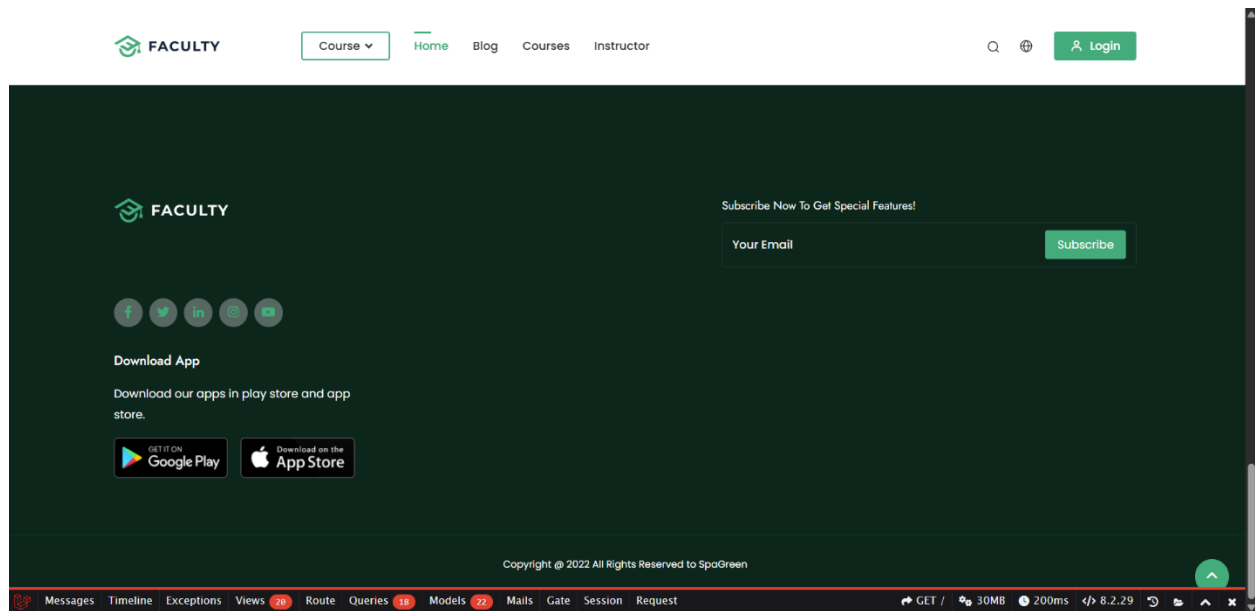 FACULTY
Course
Home
Blog
Courses
Instructor
Login
FACULTY
Subscribe Now To Get Special Features!
Your Email
Subscribe
Download App
Download our apps in play store and app
store.
GET IT ON
Google Play
Download on the
App Store
Copyright @ 2022 All Rights Reserved to SpaGreen
Messages Timeline Exceptions Views 20 Route Queries 18 Models 22 Mails Gate Session Request GET / 30MB 200ms </> 8.2.29